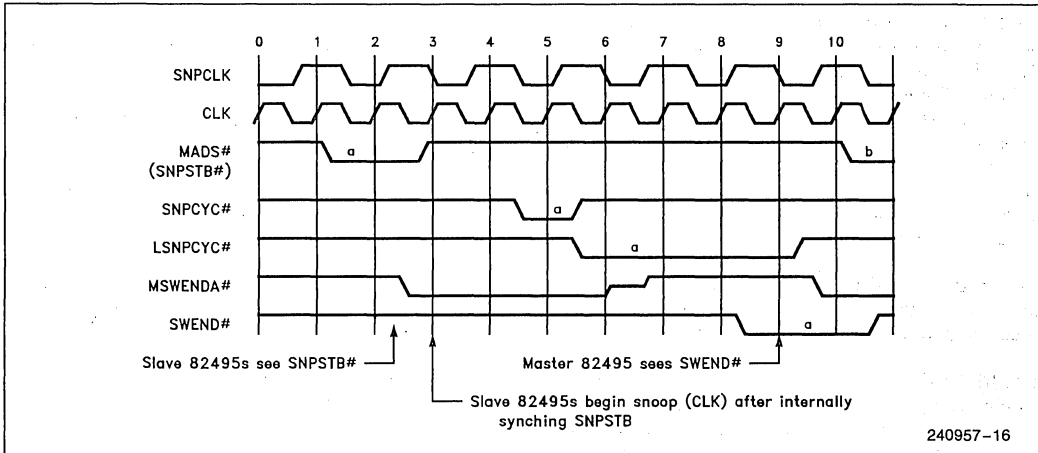 0 1 2 3 4 5 6 7 8 9 10
SNPCLK
CLK
MADS#
(SNPSTB#)
a
b
SNPCYC#
a
LSNPCYC#
a
MSWENDA#
SWEND#
a
Slave 82495s see SNPSTB#
Master 82495 sees SWEND#
Slave 82495s begin snoop (CLK) after internally
synching SNPSTB
240957-16